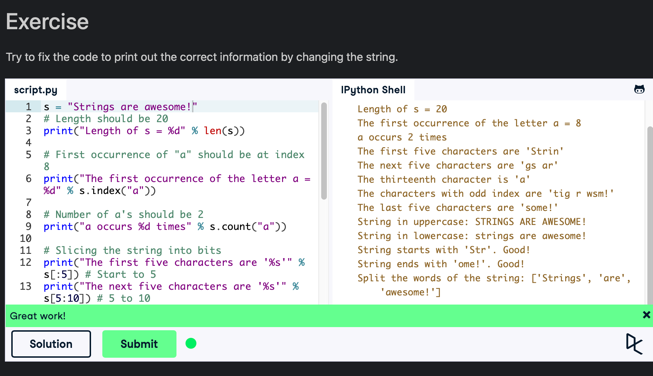 Exercise
Try to fix the code to print out the correct information by changing the string.
script.py
1 s = "Strings are awesome!"
2 # Length should be 20
3 print("Length of s = %d" % len(s))
4
5 # First occurrence of "a" should be at index
8
6 print("The first occurrence of the letter a =
%d" % s.index("a"))
7
8 # Number of a's should be 2
9 print("a occurs %d times" % s.count("a"))
10
11 # Slicing the string into bits
12 print("The first five characters are '%s'" %
s[:5]) # Start to 5
13 print("The next five characters are '%s'" %
s[5:10]) # 5 to 10
IPython Shell
Length of s = 20
The first occurrence of the letter a = 8
a occurs 2 times
The first five characters are 'Strin'
The next five characters are 'gs ar'
The thirteenth character is 'a'
The characters with odd index are 'tig r wsm!'
The last five characters are 'some!'
String in uppercase: STRINGS ARE AWESOME!
String in lowercase: strings are awesome!
String starts with 'Str'. Good!
String ends with 'ome!'. Good!
Split the words of the string: ['Strings', 'are',
'awesome!']
Great work!
Solution
Submit